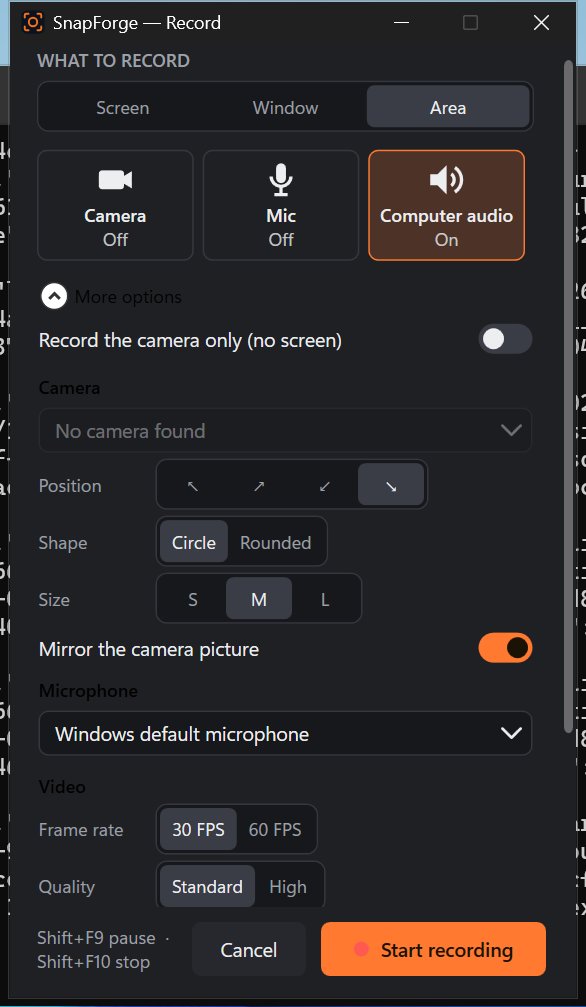 SnapForge — Record
WHAT TO RECORD
Screen Window Area
Camera Mic Computer audio
Off Off On
More options
Record the camera only (no screen)
Camera
No camera found
Position ↖ ↗ ↙ ↘
Shape Circle Rounded
Size S M L
Mirror the camera picture
Microphone
Windows default microphone
Video
Frame rate 30 FPS 60 FPS
Quality Standard High
Shift+F9 pause ·
Shift+F10 stop
Cancel
Start recording